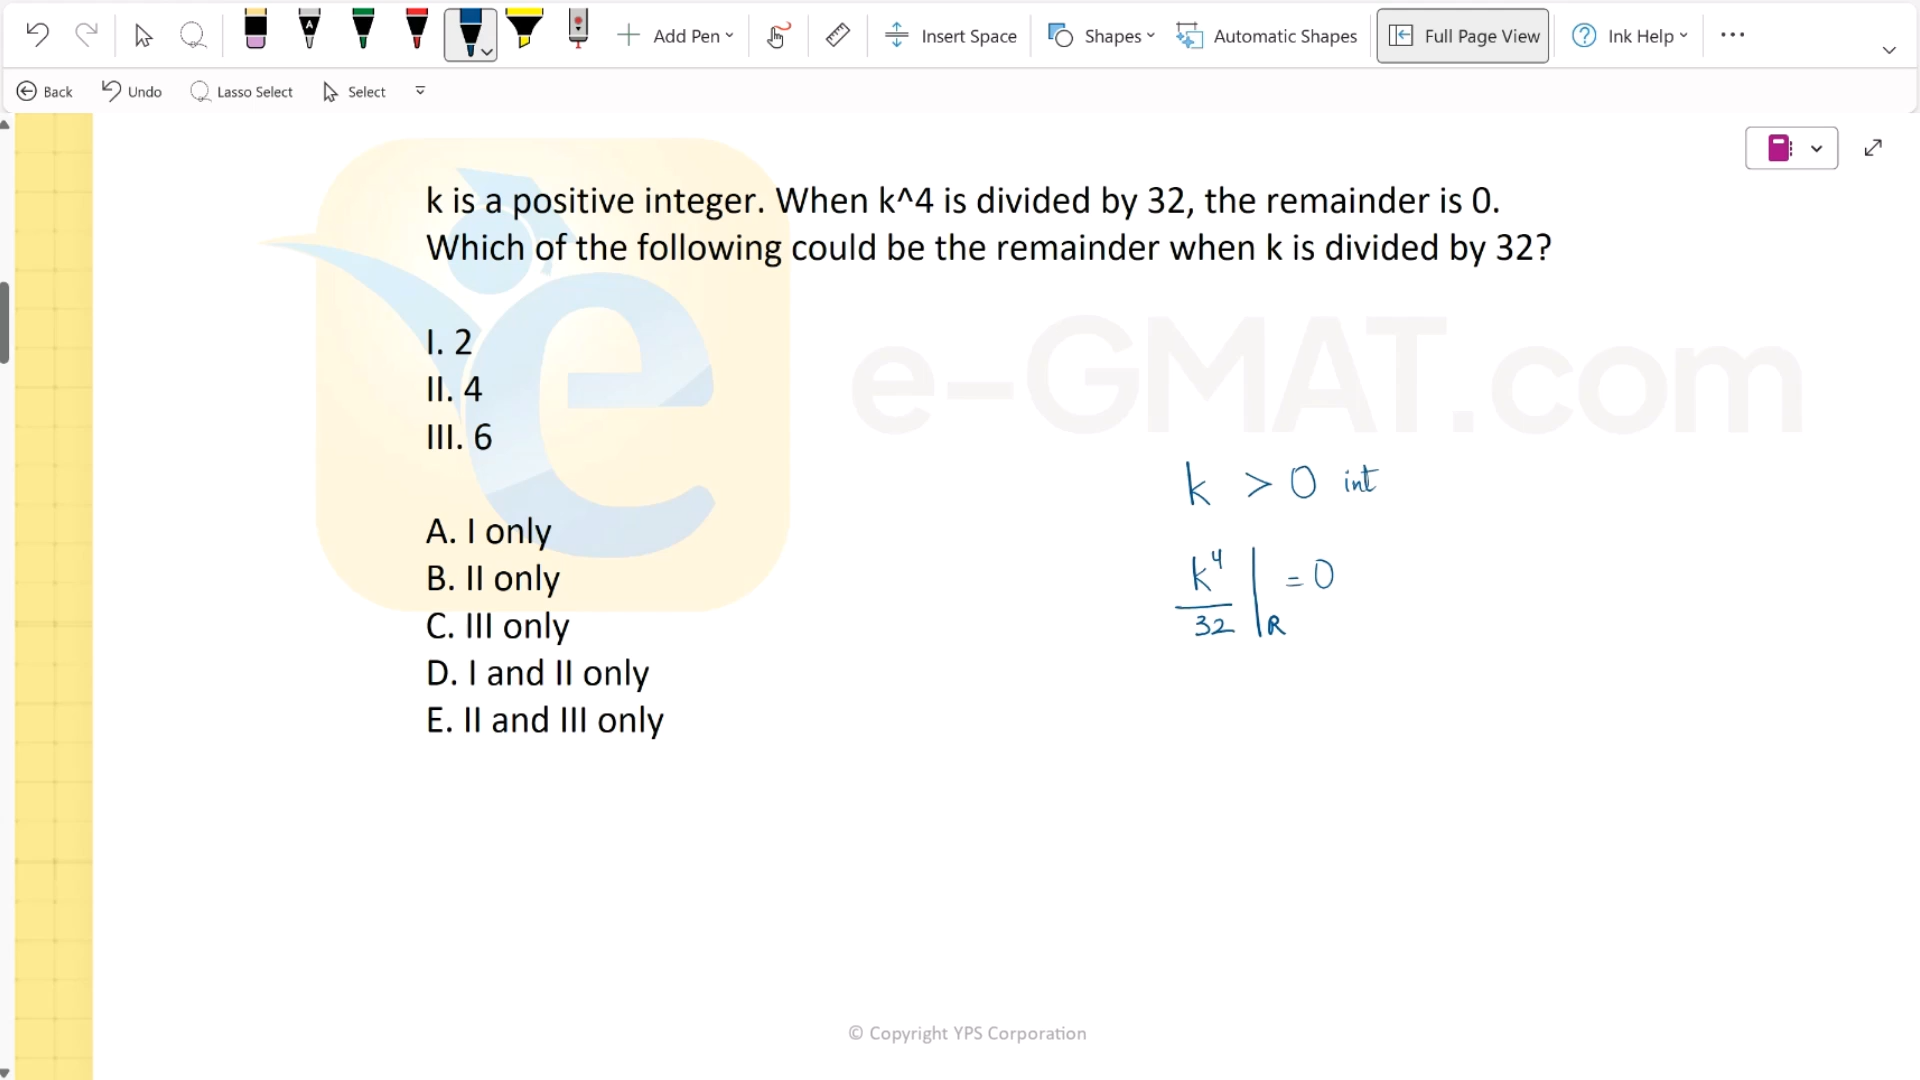 Add Pen
Insert Space
Shapes
Automatic Shapes
Full Page View
Ink Help
Back
Undo
Lasso Select
Select
k is a positive integer. When k^4 is divided by 32, the remainder is 0.
Which of the following could be the remainder when k is divided by 32?
I. 2
II. 4
III. 6
e-GMAT.com
A. I only
B. II only
C. III only
D. I and II only
E. II and III only
k > 0 int
k^4
32 | R = 0
© Copyright YPS Corporation